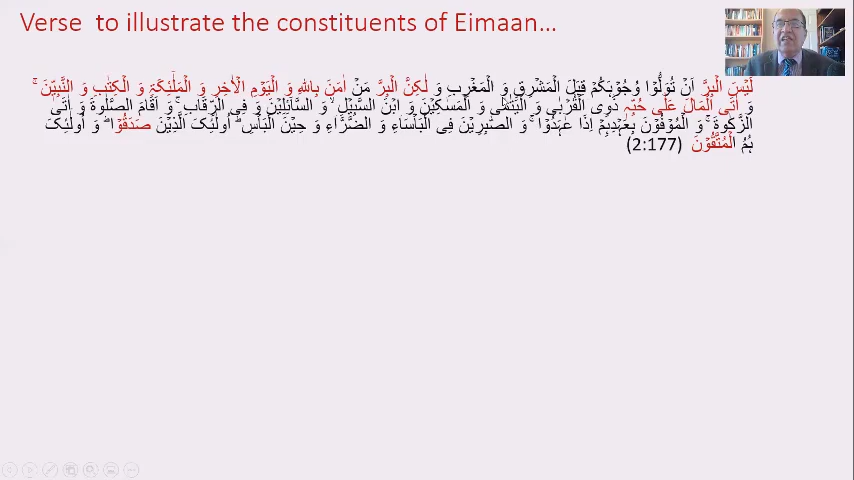 Verse to illustrate the constituents of Eimaan…
لَیۡسَ الۡبِرَّ اَنۡ تُوَلُّوۡا وُجُوۡہَکُمۡ قِبَلَ الۡمَشۡرِقِ وَ الۡمَغۡرِبِ وَ لٰکِنَّ الۡبِرَّ مَنۡ اٰمَنَ بِاللّٰہِ وَ الۡیَوۡمِ الۡاٰخِرِ وَ الۡمَلٰٓئِکَۃِ وَ الۡکِتٰبِ وَ النَّبِیّٖنَ ۚ
وَ اٰتَی الۡمَالَ عَلٰی حُبِّہٖ ذَوِی الۡقُرۡبٰی وَ الۡیَتٰمٰی وَ الۡمَسٰکِیۡنَ وَ ابۡنَ السَّبِیۡلِ ۙ وَ السَّآئِلِیۡنَ وَ فِی الرِّقَابِ ۚ وَ اَقَامَ الصَّلٰوۃَ وَ اٰتَی
الزَّکٰوۃَ ۚ وَ الۡمُوۡفُوۡنَ بِعَہۡدِہِمۡ اِذَا عٰہَدُوۡا ۚ وَ الصّٰبِرِیۡنَ فِی الۡبَاۡسَآءِ وَ الضَّرَّآءِ وَ حِیۡنَ الۡبَاۡسِ ؕ اُولٰٓئِکَ الَّذِیۡنَ صَدَقُوۡا ؕ وَ اُولٰٓئِکَ
ہُمُ الۡمُتَّقُوۡنَ (2:177)